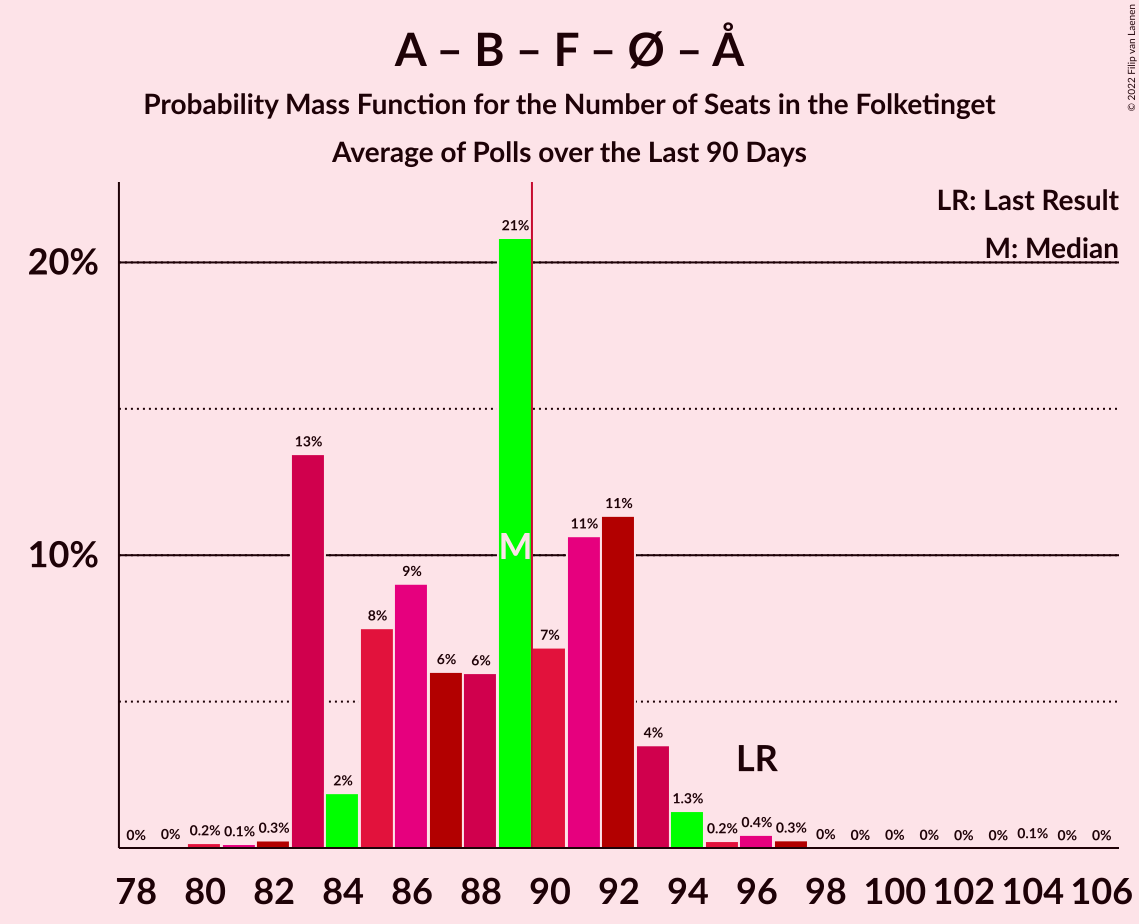 A – B – F – Ø – Å
Probability Mass Function for the Number of Seats in the Folketinget
Average of Polls over the Last 90 Days
© 2022 Filip van Laenen
LR: Last Result
M: Median
20%
10%
0% 0% 0.2% 0.1% 0.3% 13% 2% 8% 9% 6% 6% 21% 7% 11% 11% 4% 1.3% 0.2% 0.4% 0.3% 0% 0% 0% 0% 0% 0% 0.1% 0% 0%
M
LR
78 80 82 84 86 88 90 92 94 96 98 100 102 104 106